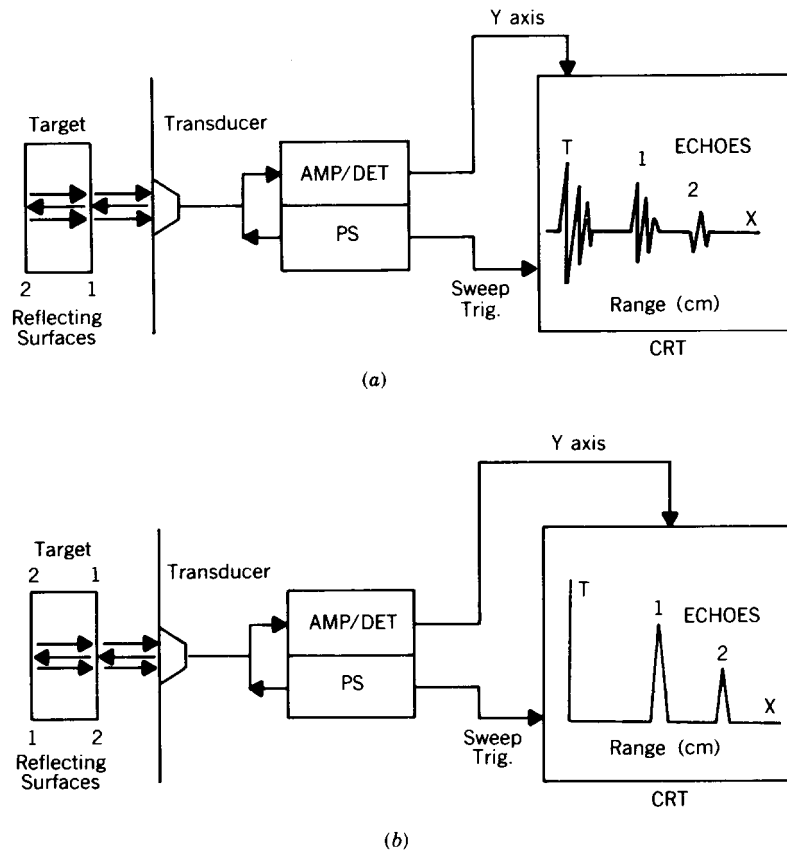 Y axis
Target
Transducer
AMP/DET
PS
T
1
ECHOES
2
X
2 1
Reflecting
Surfaces
Sweep
Trig.
Range (cm)
CRT
(a)
Y axis
Target
2 1
Transducer
AMP/DET
PS
T
1
ECHOES
2
X
1 2
Reflecting
Surfaces
Sweep
Trig.
Range (cm)
CRT
(b)